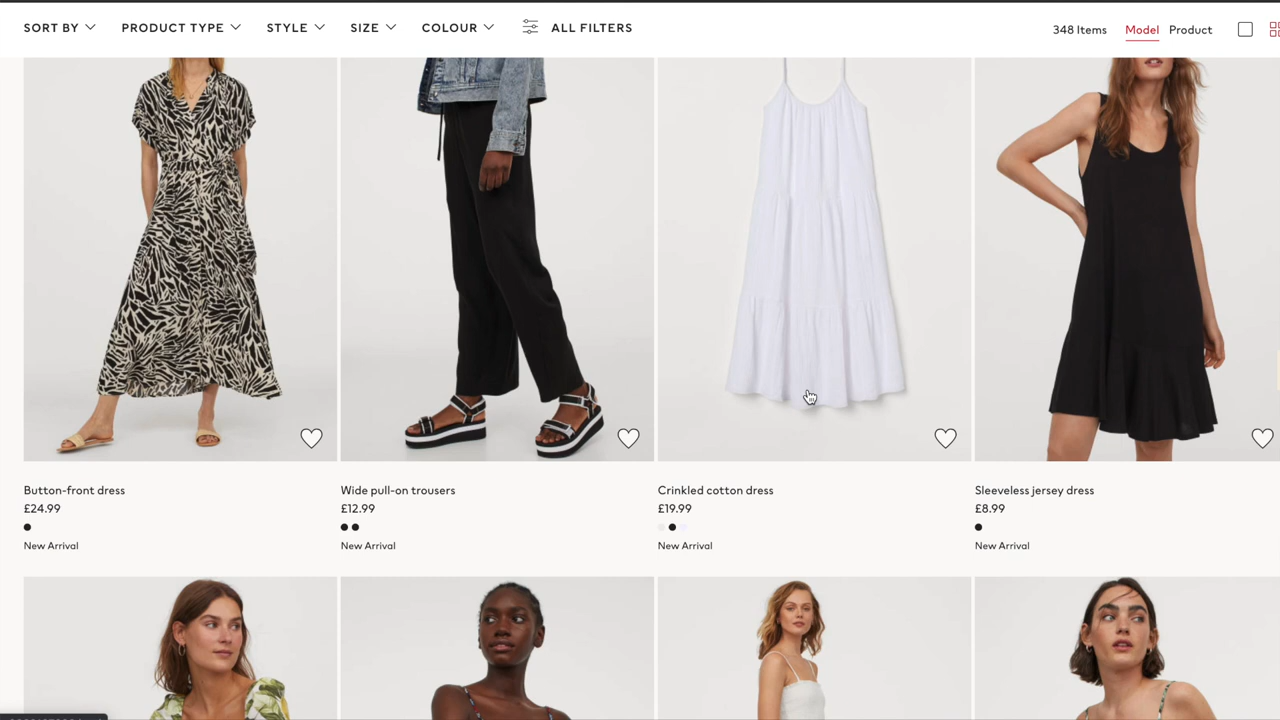 SORT BY PRODUCT TYPE STYLE SIZE COLOUR ALL FILTERS 348 Items Model Product
Button-front dress
£24.99
New Arrival
Wide pull-on trousers
£12.99
New Arrival
Crinkled cotton dress
£19.99
New Arrival
Sleeveless jersey dress
£8.99
New Arrival